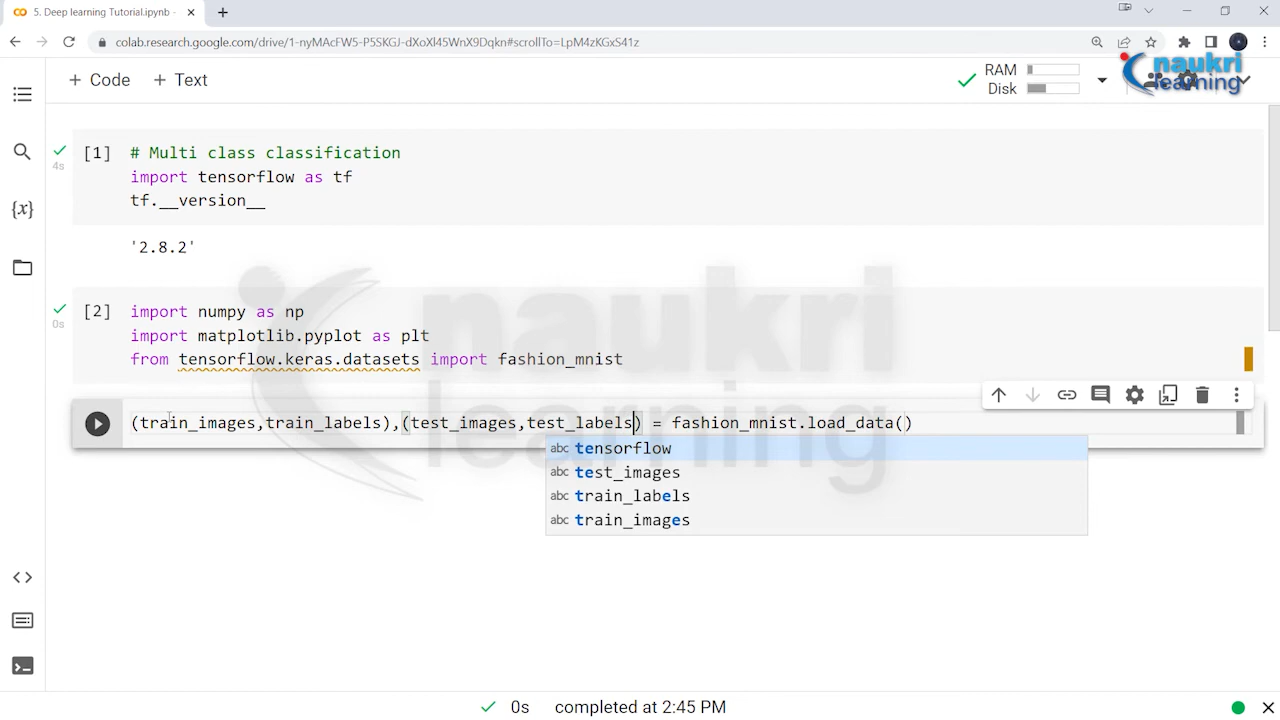 5. Deep learning Tutorial.ipynb -
colab.research.google.com/drive/1-nyMAcFW5-P5SKGJ-dXoXl45WnX9Dqkn#scrollTo=LpM4zKGxS41z
+ Code + Text
RAM
Disk
naukri
learning
4s
[1] # Multi class classification
import tensorflow as tf
tf.__version__
'2.8.2'
0s
[2] import numpy as np
import matplotlib.pyplot as plt
from tensorflow.keras.datasets import fashion_mnist
naukri
learning
(train_images,train_labels),(test_images,test_labels) = fashion_mnist.load_data()
abc tensorflow
abc test_images
abc train_labels
abc train_images
0s completed at 2:45 PM